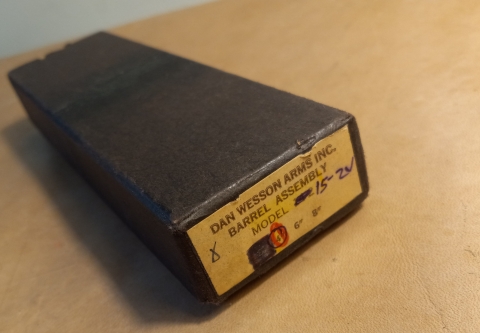 DAN WESSON ARMS INC.
BARREL ASSEMBLY
MODEL 15-2V
6" 8"